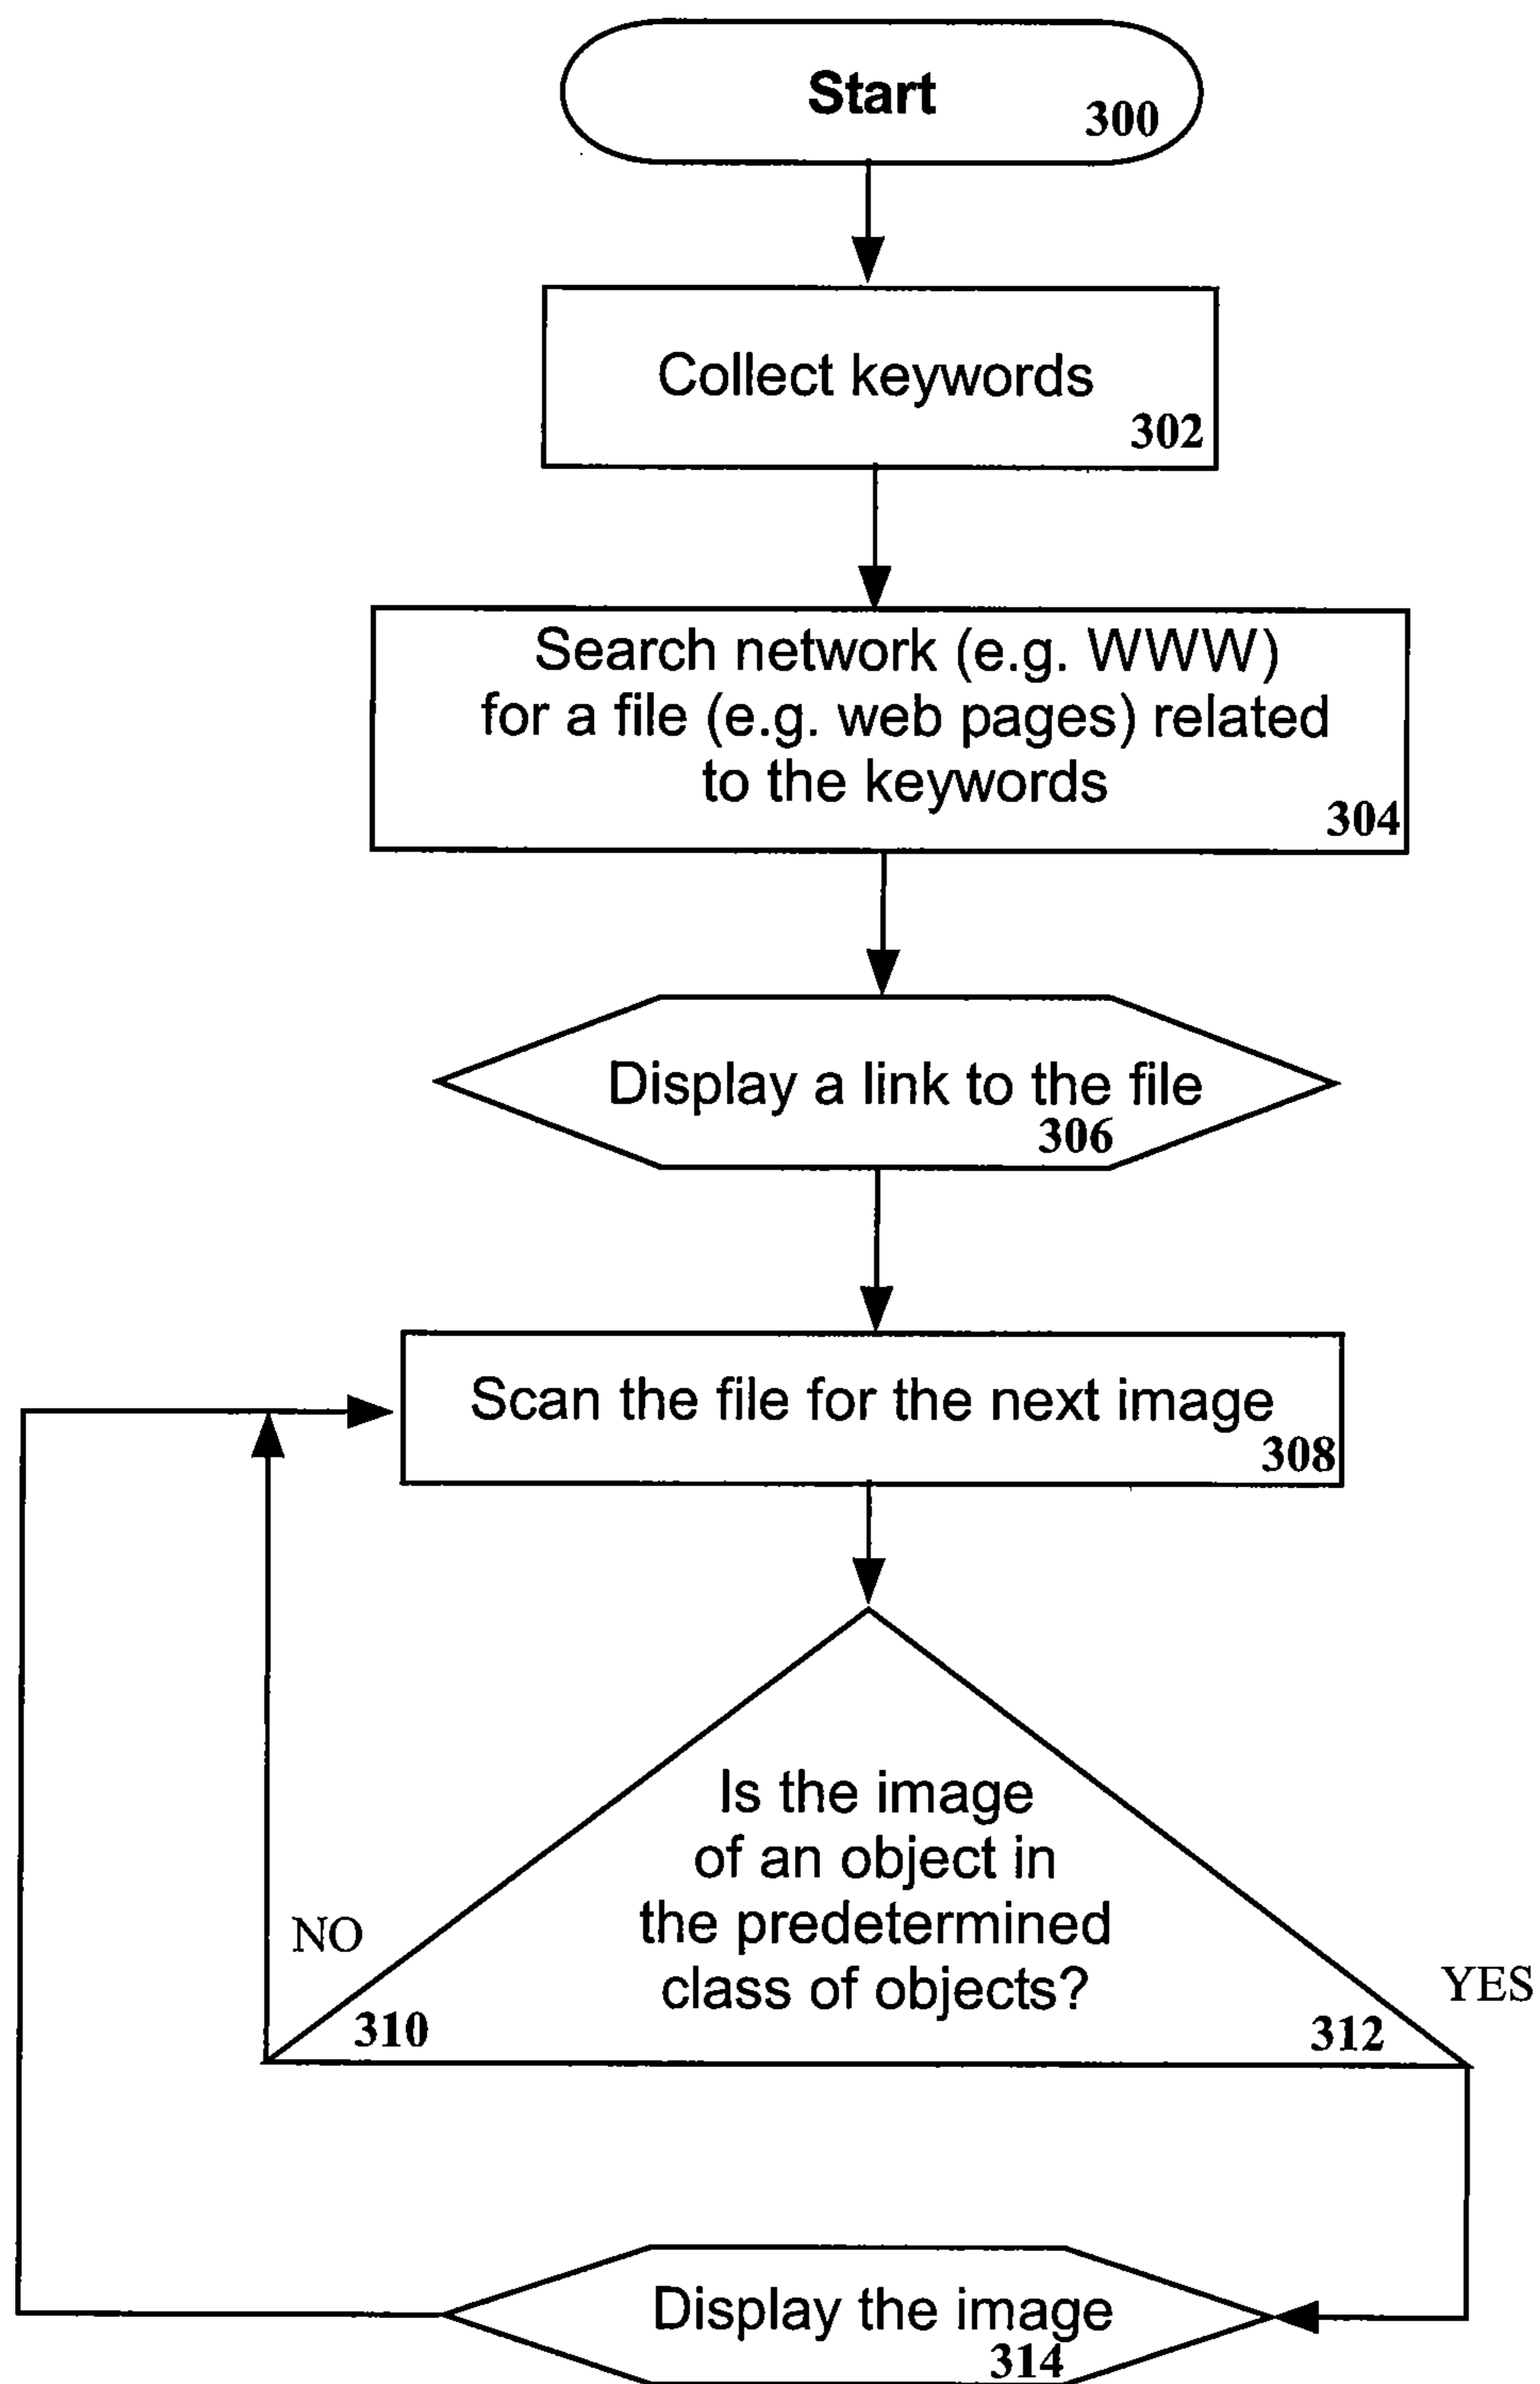 Start
300
Collect keywords
302
Search network (e.g. WWW)
for a file (e.g. web pages) related
to the keywords
304
Display a link to the file
306
Scan the file for the next image
308
Is the image
of an object in
the predetermined
class of objects?
NO
YES
310
312
Display the image
314